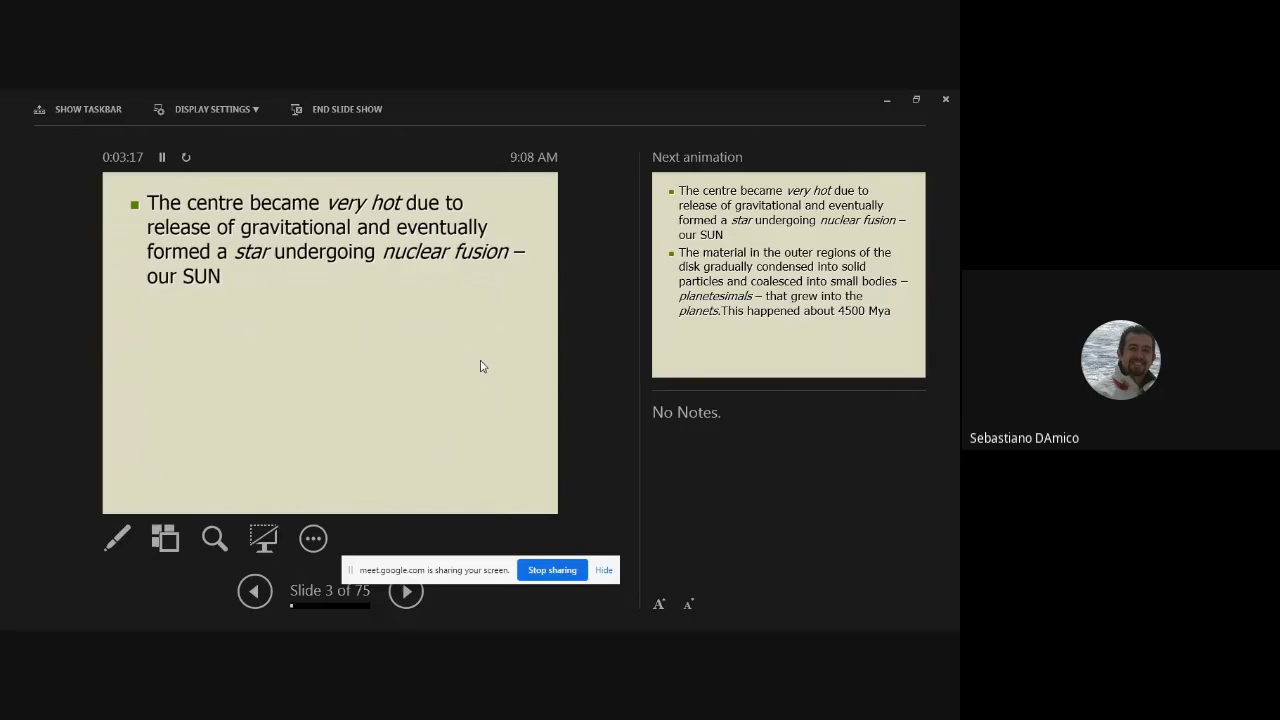 SHOW TASKBAR DISPLAY SETTINGS ▾ END SLIDE SHOW
0:03:17 9:08 AM
■ The centre became very hot due to
release of gravitational and eventually
formed a star undergoing nuclear fusion –
our SUN
Next animation
■ The centre became very hot due to
release of gravitational and eventually
formed a star undergoing nuclear fusion –
our SUN
■ The material in the outer regions of the
disk gradually condensed into solid
particles and coalesced into small bodies –
planetesimals – that grew into the
planets.This happened about 4500 Mya
No Notes.
meet.google.com is sharing your screen. Stop sharing Hide
Slide 3 of 75
A A
Sebastiano DAmico